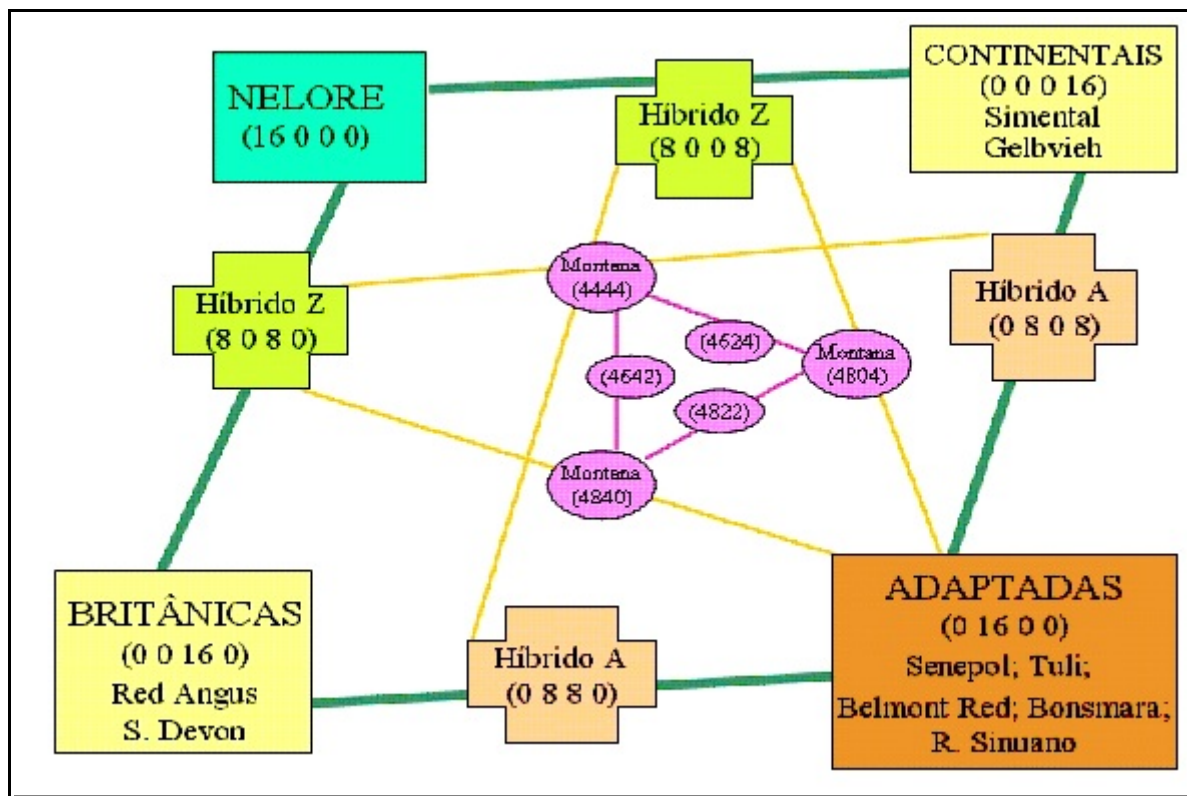 NELORE
(16 0 0 0)
Híbrido Z
(8 0 0 8)
CONTINENTAIS
(0 0 0 16)
Simental
Gelbvieh
Híbrido Z
(8 0 8 0)
Montana
(4444)
(4624)
Montana
(4804)
(4642)
(4822)
Montana
(4840)
Híbrido A
(0 8 0 8)
BRITÂNICAS
(0 0 16 0)
Red Angus
S. Devon
Híbrido A
(0 8 8 0)
ADAPTADAS
(0 16 0 0)
Senepol; Tuli;
Belmont Red; Bonsmara;
R. Sinuano